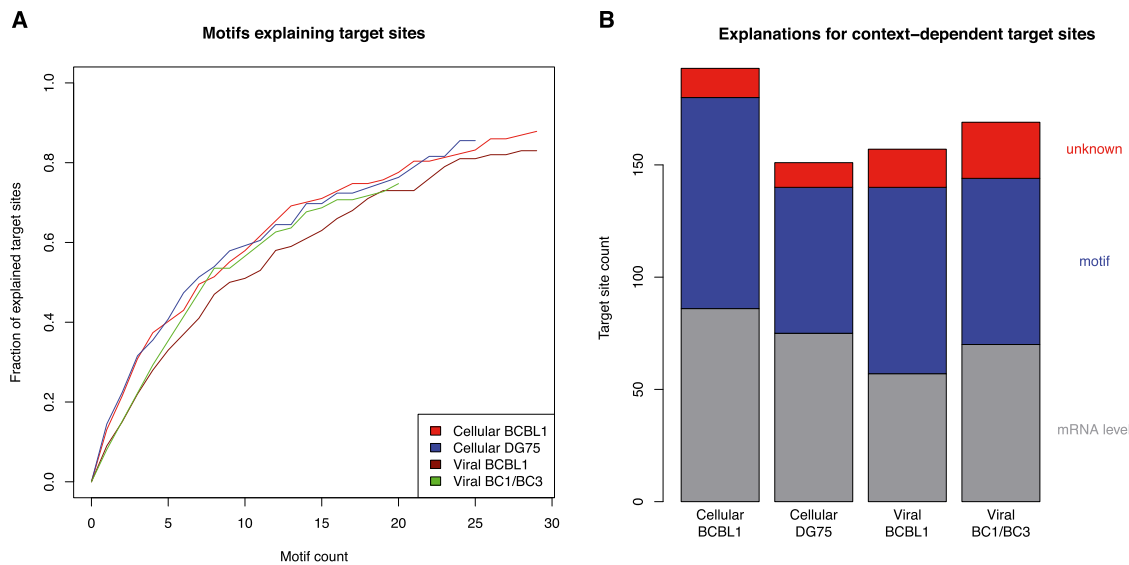 A
Motifs explaining target sites
Fraction of explained target sites
1.0
0.8
0.6
0.4
0.2
0.0
0 5 10 15 20 25 30
Motif count
Cellular BCBL1
Cellular DG75
Viral BCBL1
Viral BC1/BC3
B
Explanations for context−dependent target sites
Target site count
150
100
50
0
unknown
motif
mRNA level
Cellular BCBL1
Cellular DG75
Viral BCBL1
Viral BC1/BC3